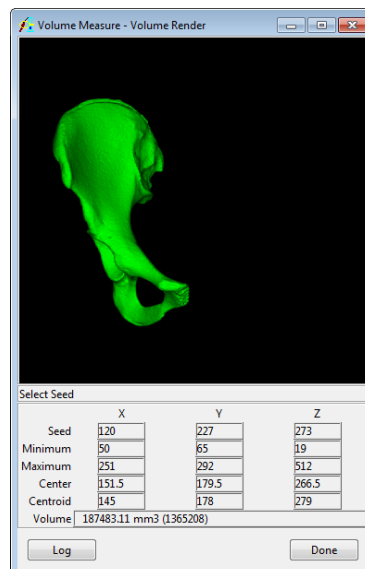 Volume Measure - Volume Render
Select Seed
X Y Z
Seed 120 227 273
Minimum 50 65 19
Maximum 251 292 512
Center 151.5 179.5 266.5
Centroid 145 178 279
Volume 187483.11 mm3 (1365208)
Log Done